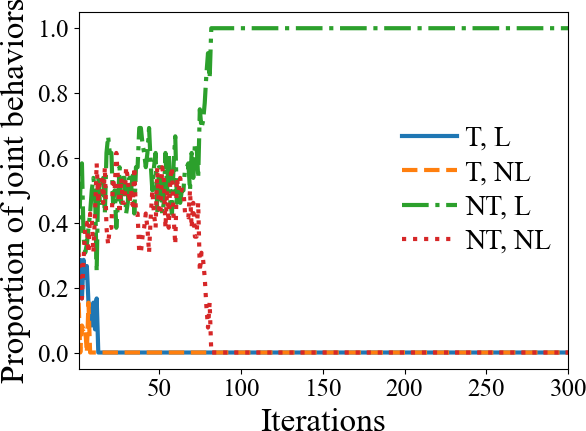 Proportion of joint behaviors
1.0
0.8
0.6
0.4
0.2
0.0
T, L
T, NL
NT, L
NT, NL
50 100 150 200 250 300
Iterations